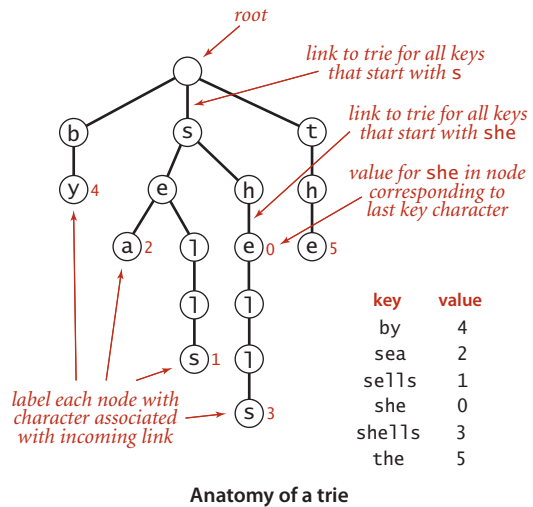 root
link to trie for all keys
that start with s
link to trie for all keys
that start with she
b s t
value for she in node
corresponding to
last key character
y 4 e h h
a 2 l e 0 e 5
l l
key value
by 4
s 1 l
sea 2
sells 1
label each node with
character associated
with incoming link
s 3
she 0
shells 3
the 5
Anatomy of a trie